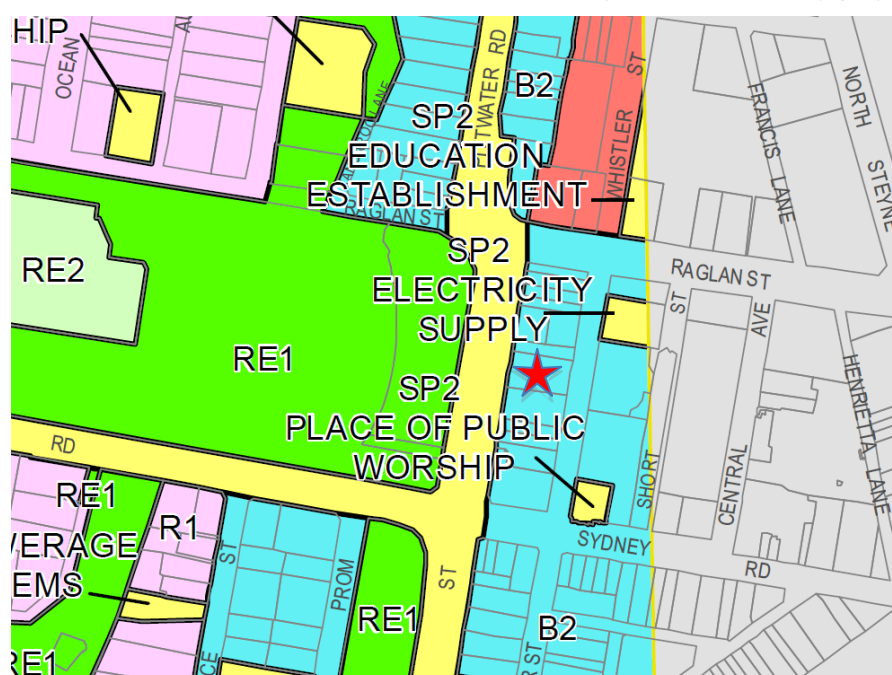 HIP
OCEAN
RD
SP2
EDUCATION
ESTABLISHMENT
B2
WHISTLER
ST
FRANCIS LANE
NORTH
STEYNE
RAGLAN ST
RE2
SP2
ELECTRICITY
SUPPLY
RAGLAN ST
ST
AVE
RE1
SP2
PLACE OF PUBLIC
WORSHIP
HENRIETTA LANE
RD
RE1
R1
SHORT
CENTRAL
VERAGE
EMS
ST
PROM
RE1
ST
SYDNEY
RD
B2
RE1
CE
R ST